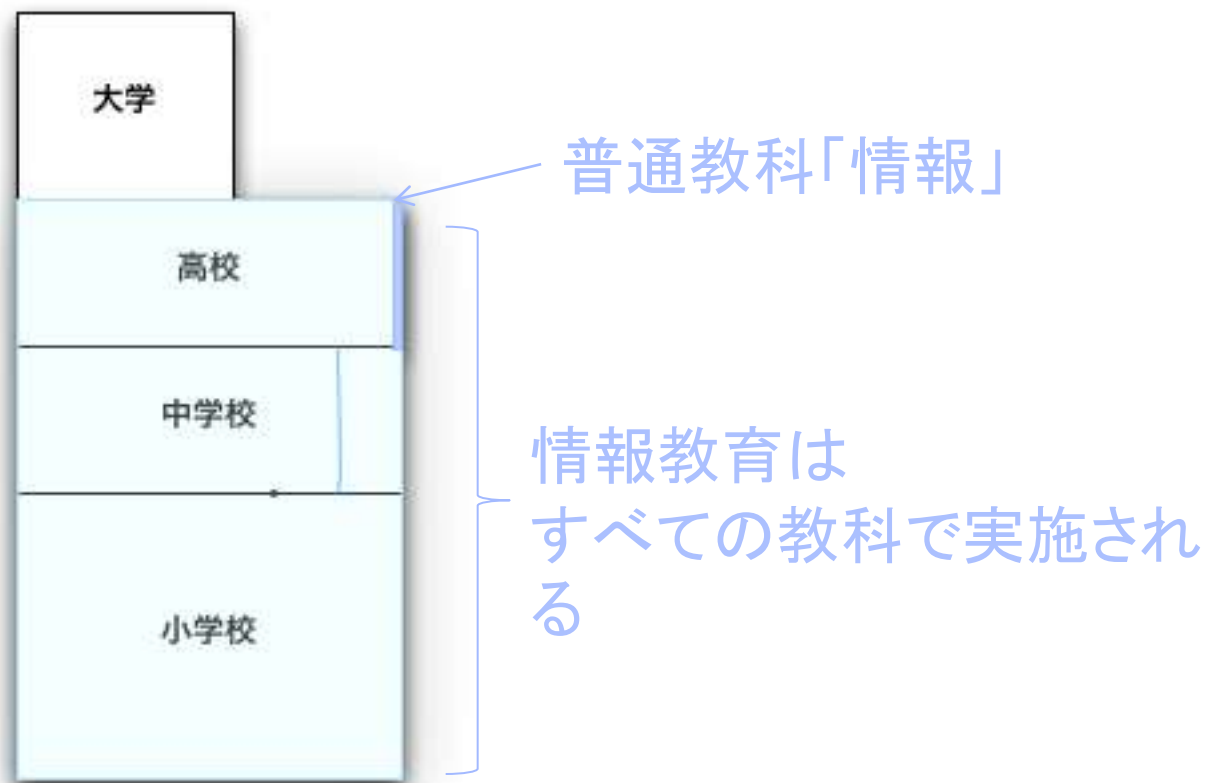 大学
普通教科「情報」
高校
中学校
情報教育は
すべての教科で実施され
る
小学校